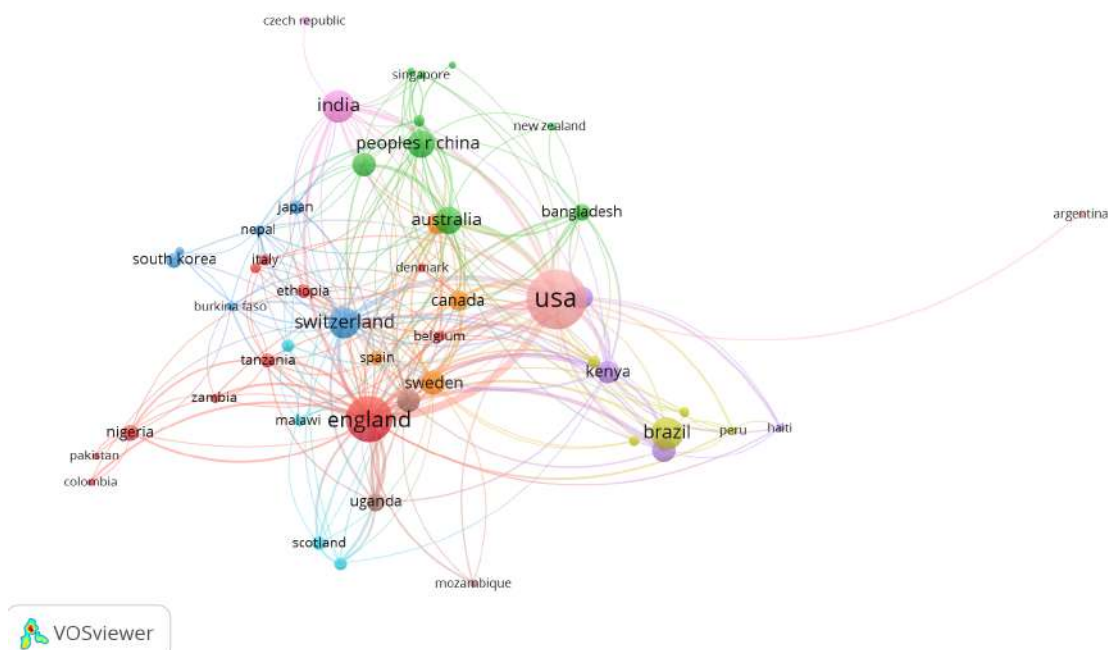 czech republic
singapore
india
new zealand
peoples r china
japan
australia
bangladesh
argentina
nepal
south korea
italy
denmark
ethiopia
burkina faso
canada
usa
switzerland
belgium
tanzania
spain
kenya
sweden
zambia
malawi
england
brazil
peru
haiti
nigeria
pakistan
colombia
uganda
scotland
mozambique
VOSviewer